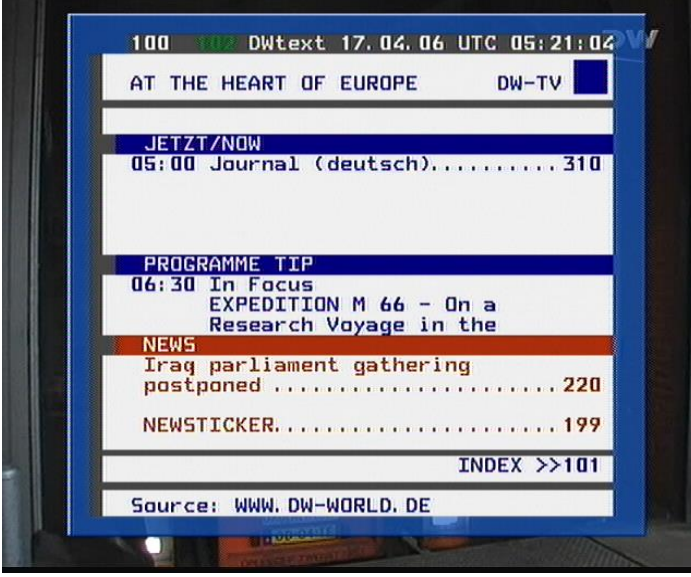 100 102 DWtext 17.04.06 UTC 05:21:04
DW
AT THE HEART OF EUROPE DW-TV
JETZT/NOW
05:00 Journal (deutsch)..........310
PROGRAMME TIP
06:30 In Focus
EXPEDITION M 66 - On a
Research Voyage in the
NEWS
Iraq parliament gathering
postponed ......................220
NEWSTICKER......................199
INDEX >>101
Source: WWW.DW-WORLD.DE